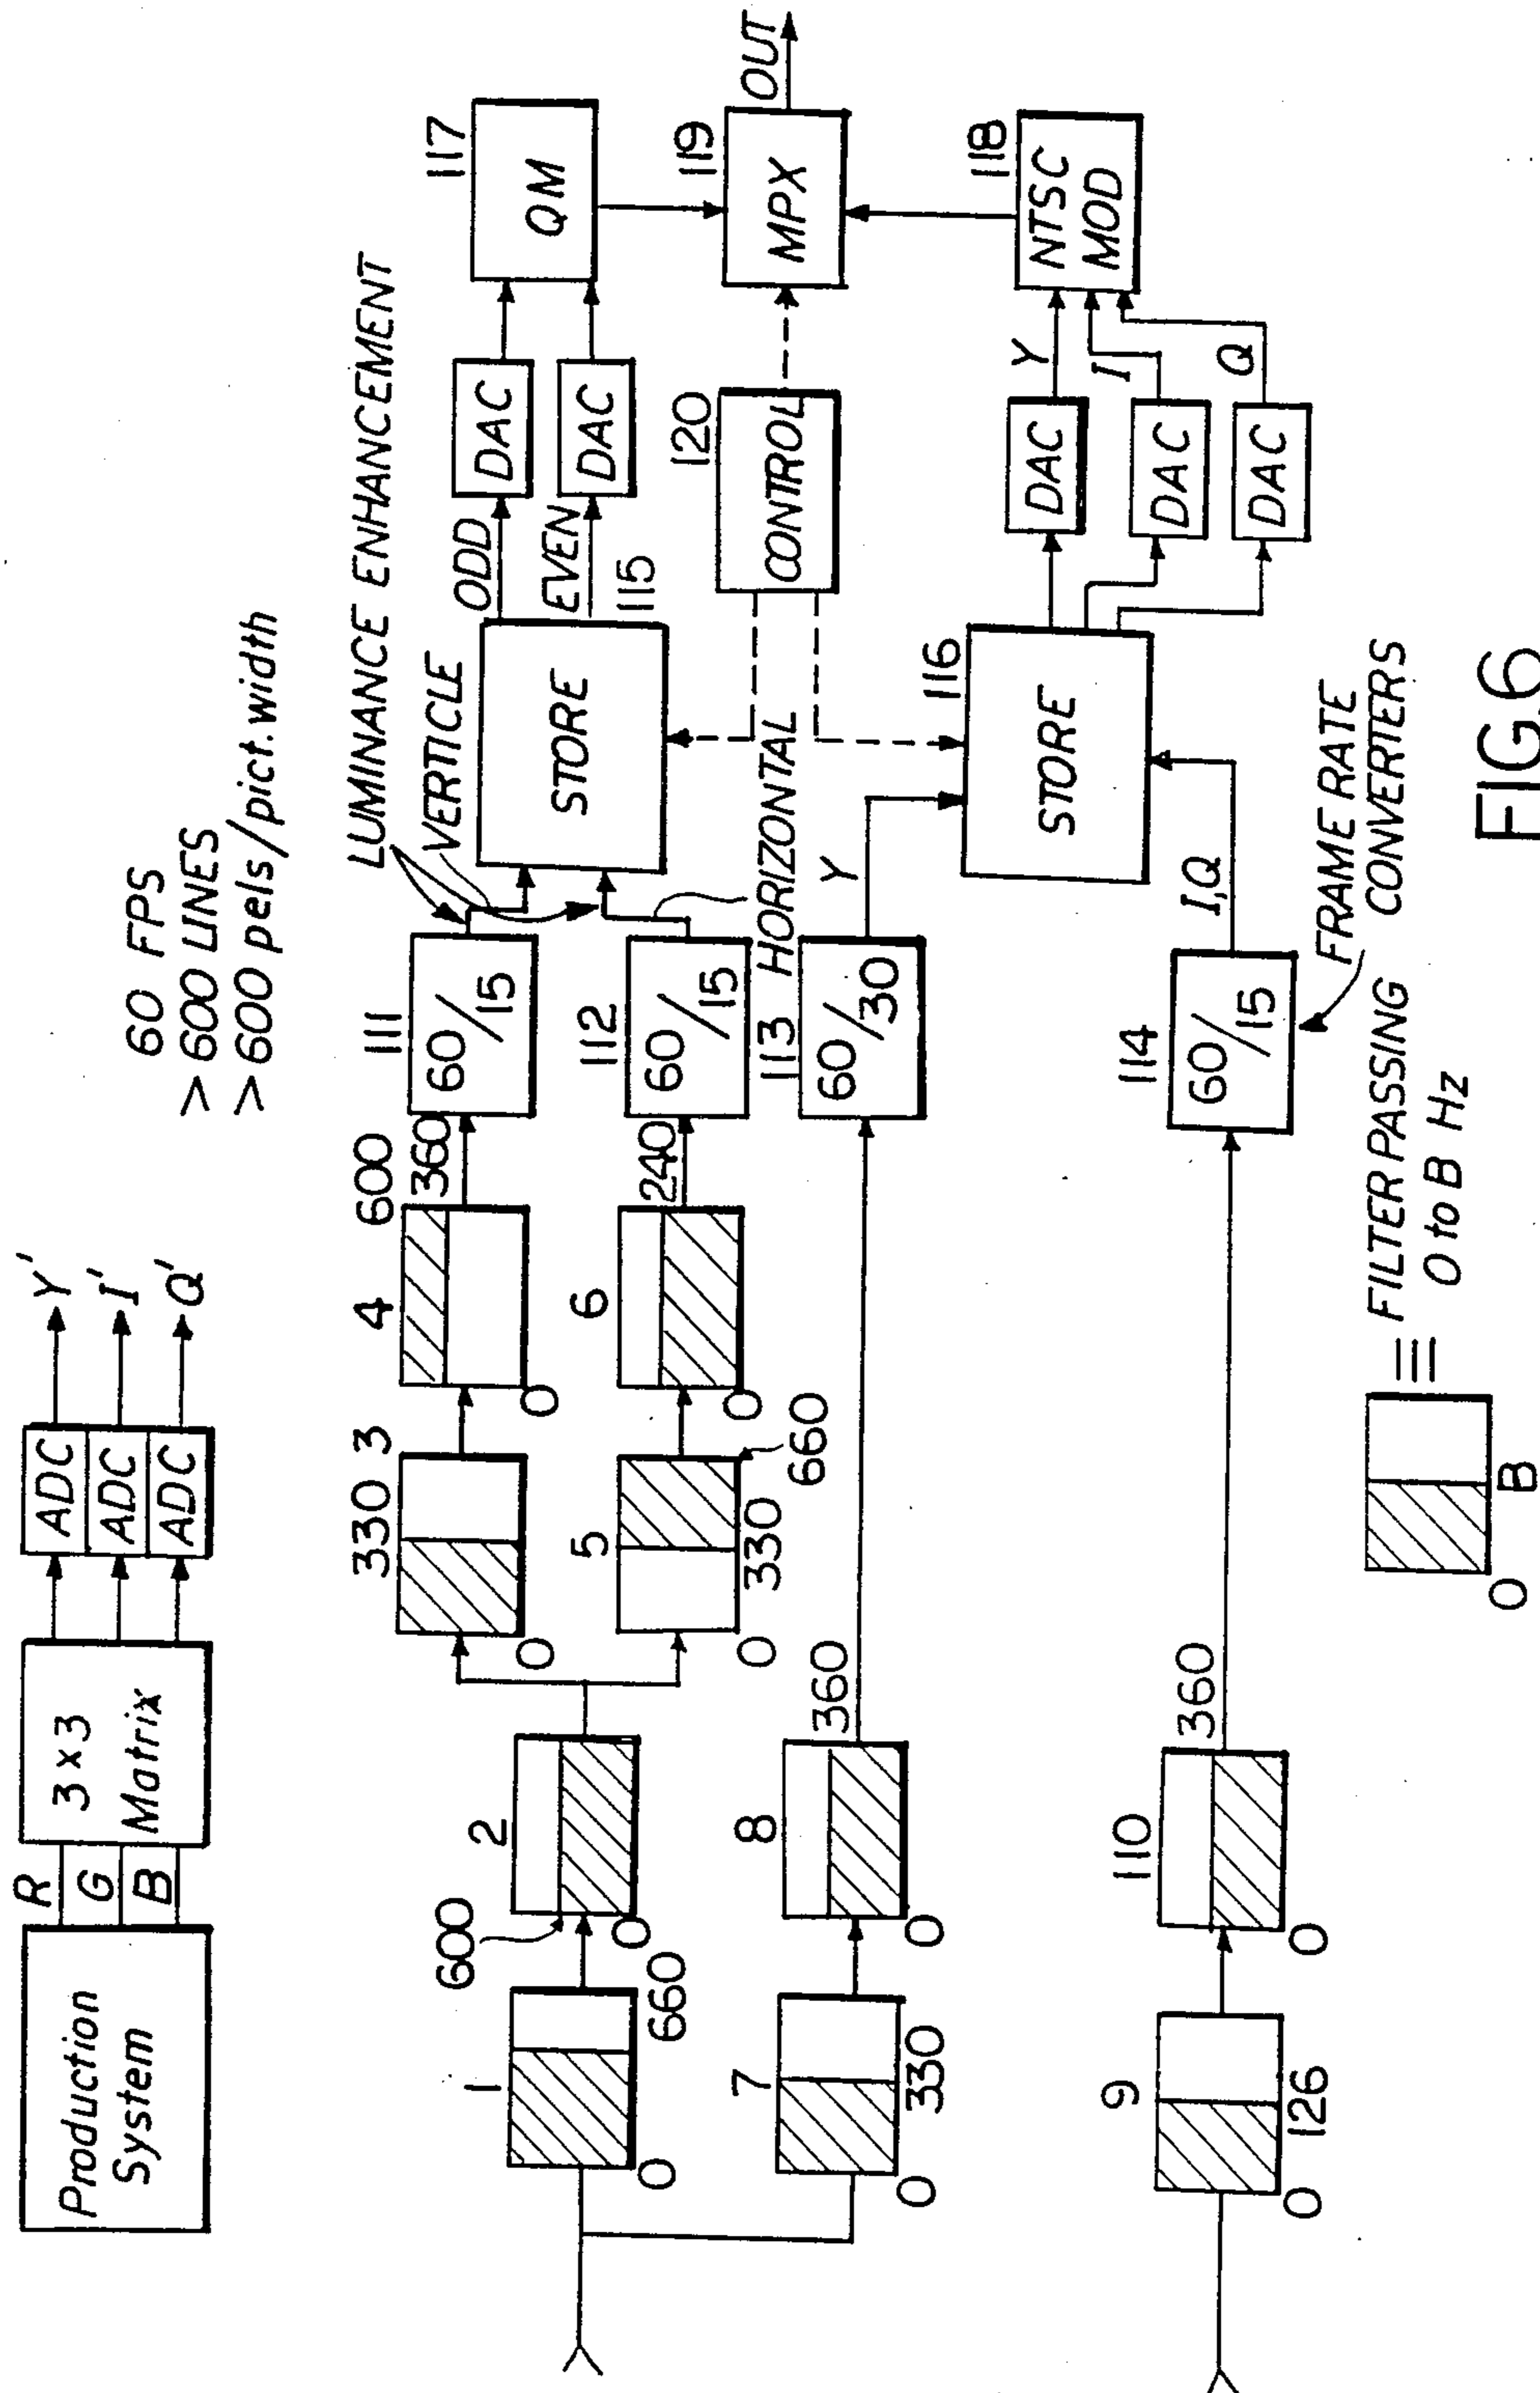 Production
System
R
G
B
3 x 3
Matrix
ADC
ADC
ADC
Y'
I'
Q'
60 FPS
> 600 LINES
> 600 pels/pict.width
1
0
660
600
2
0
330 3
0
4
600
360
0
111
60/15
LUMINANCE ENHANCEMENT
VERTICLE
STORE
115
ODD
EVEN
DAC
DAC
117
QM
5
0
330
660
6
240
0
112
60/15
HORIZONTAL
120
CONTROL
119
MPX
OUT
7
0
330
8
360
0
113
60/30
Y
116
STORE
DAC
DAC
DAC
Y
I
Q
118
NTSC
MOD
9
0
126
110
360
0
114
60/15
I,Q
FRAME RATE
CONVERTERS
0
B
≡ FILTER PASSING
0 to B Hz
FIG.6